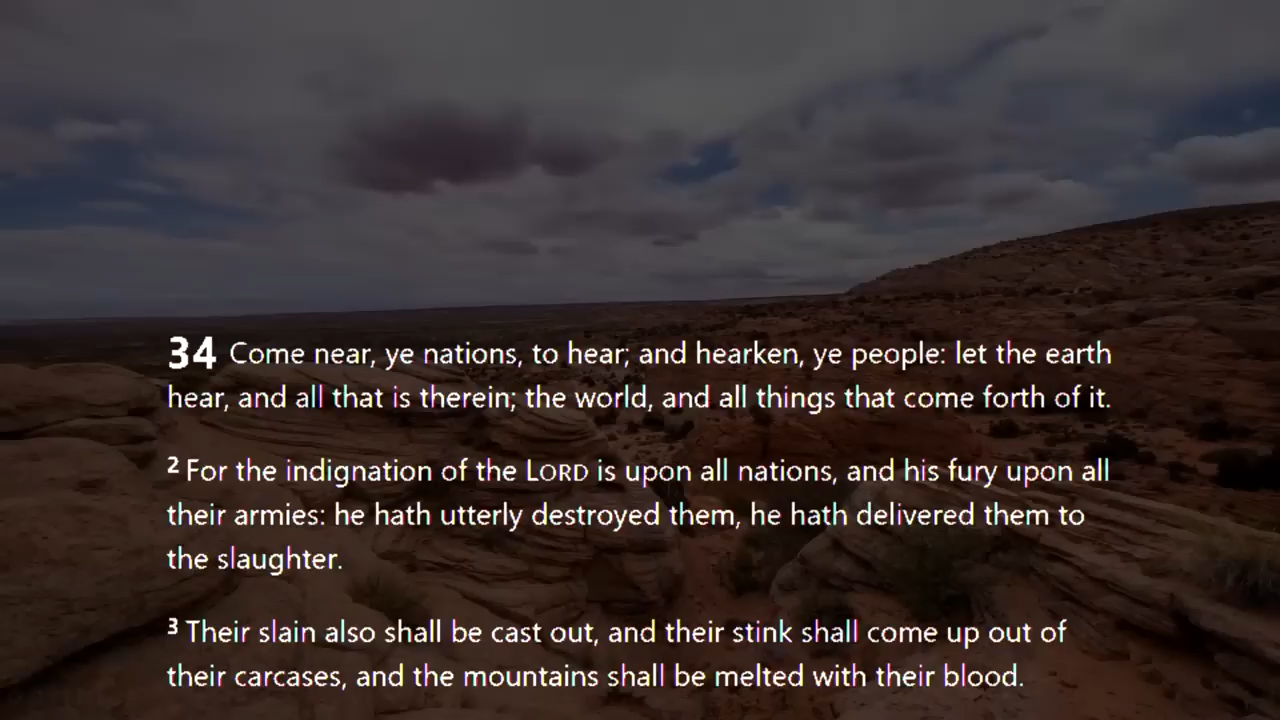 34 Come near, ye nations, to hear; and hearken, ye people: let the earth
hear, and all that is therein; the world, and all things that come forth of it.
2 For the indignation of the LORD is upon all nations, and his fury upon all
their armies: he hath utterly destroyed them, he hath delivered them to
the slaughter.
3 Their slain also shall be cast out, and their stink shall come up out of
their carcases, and the mountains shall be melted with their blood.